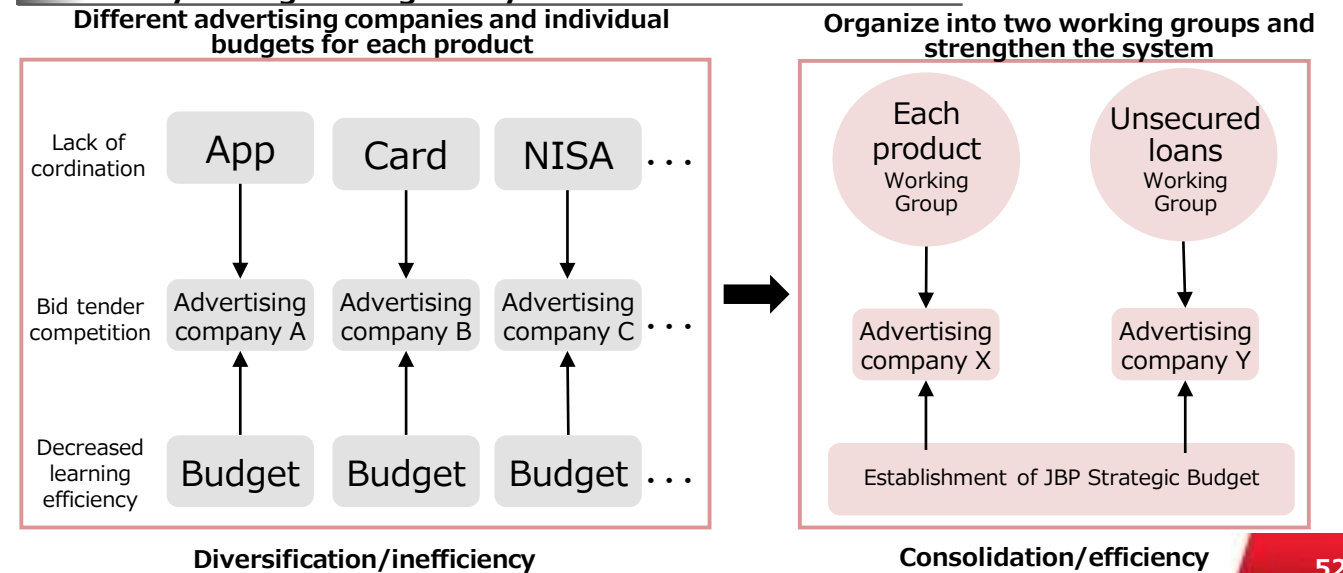 Different advertising companies and individual
budgets for each product
Lack of
cordination
App
Card
NISA
...
Bid tender
competition
Advertising
company A
Advertising
company B
Advertising
company C
...
Decreased
learning
efficiency
Budget
Budget
Budget
...
Diversification/inefficiency
Organize into two working groups and
strengthen the system
Each
product
Working
Group
Unsecured
loans
Working
Group
Advertising
company X
Advertising
company Y
Establishment of JBP Strategic Budget
Consolidation/efficiency
52